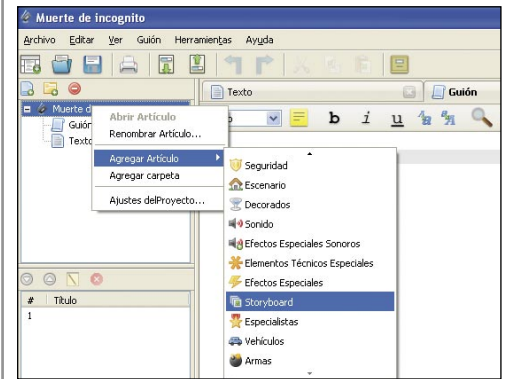 Muerte de incognito
Archivo Editar Ver Guión Herramientas Ayuda
Texto
Guión
Muerte d
Guión
Texto
b i u
Abrir Artículo
Renombrar Artículo...
Agregar Artículo
Agregar carpeta
Ajustes delProyecto...
Seguridad
Escenario
Decorados
Sonido
Efectos Especiales Sonoros
Elementos Técnicos Especiales
Efectos Especiales
Storyboard
Especialistas
Vehículos
Armas
# Título
1